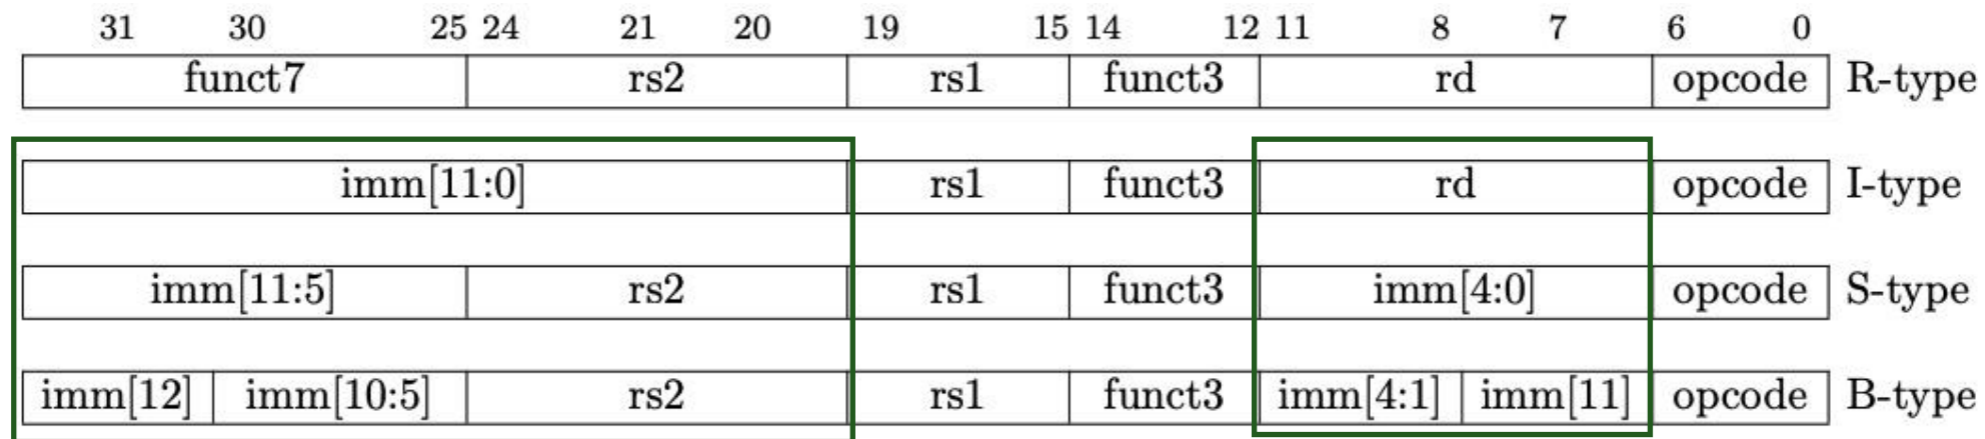 31 30 25 24 21 20 19 15 14 12 11 8 7 6 0
funct7 rs2 rs1 funct3 rd opcode R-type
imm[11:0] rs1 funct3 rd opcode I-type
imm[11:5] rs2 rs1 funct3 imm[4:0] opcode S-type
imm[12] imm[10:5] rs2 rs1 funct3 imm[4:1] imm[11] opcode B-type